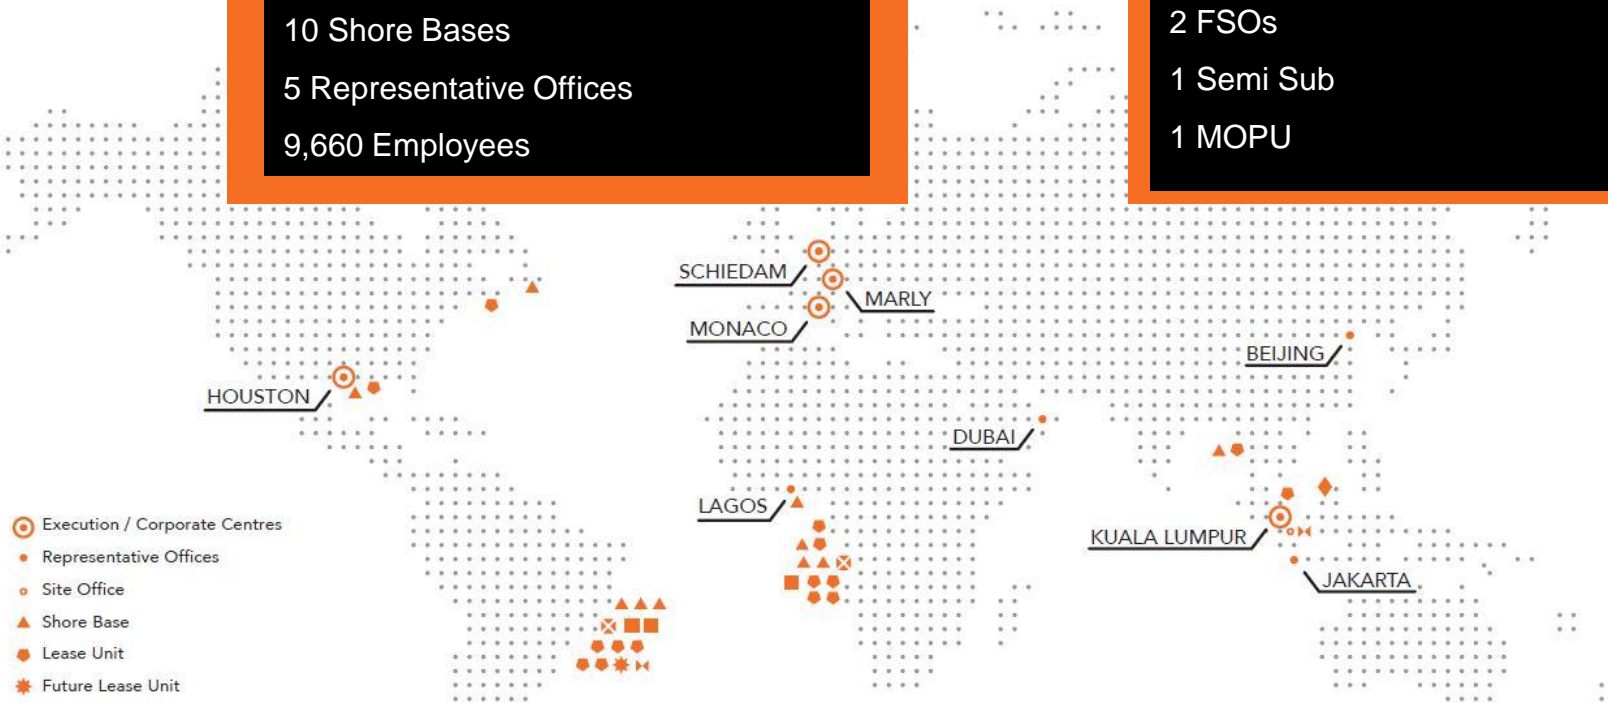 10 Shore Bases
5 Representative Offices
9,660 Employees
2 FSOs
1 Semi Sub
1 MOPU
SCHIEDAM
MARLY
MONACO
BEIJING
HOUSTON
DUBAI
LAGOS
KUALA LUMPUR
JAKARTA
Execution / Corporate Centres
Representative Offices
Site Office
Shore Base
Lease Unit
Future Lease Unit